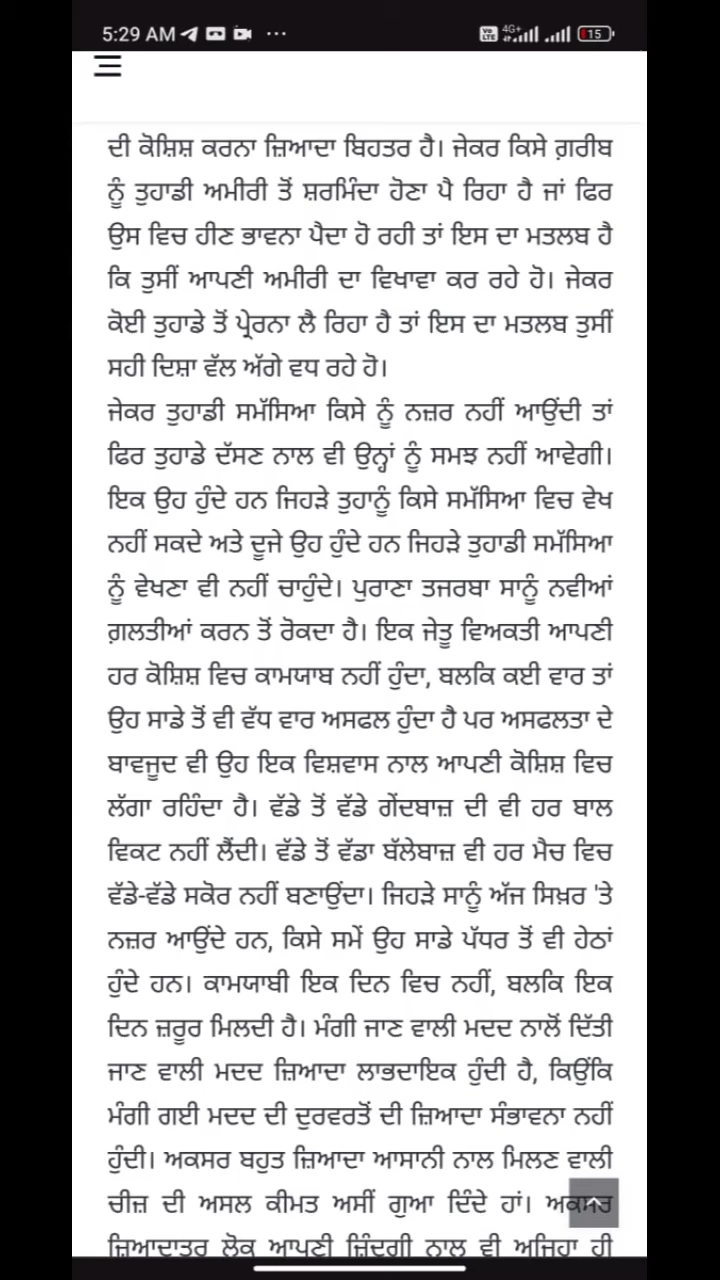 5:29 AM ··· Vo LTE 4G+ 15
ਦੀ ਕੋਸ਼ਿਸ਼ ਕਰਨਾ ਜ਼ਿਆਦਾ ਬਿਹਤਰ ਹੈ। ਜੇਕਰ ਕਿਸੇ ਗ਼ਰੀਬ
ਨੂੰ ਤੁਹਾਡੀ ਅਮੀਰੀ ਤੋਂ ਸ਼ਰਮਿੰਦਾ ਹੋਣਾ ਪੈ ਰਿਹਾ ਹੈ ਜਾਂ ਫਿਰ
ਉਸ ਵਿਚ ਹੀਣ ਭਾਵਨਾ ਪੈਦਾ ਹੋ ਰਹੀ ਤਾਂ ਇਸ ਦਾ ਮਤਲਬ ਹੈ
ਕਿ ਤੁਸੀਂ ਆਪਣੀ ਅਮੀਰੀ ਦਾ ਵਿਖਾਵਾ ਕਰ ਰਹੇ ਹੋ। ਜੇਕਰ
ਕੋਈ ਤੁਹਾਡੇ ਤੋਂ ਪ੍ਰੇਰਨਾ ਲੈ ਰਿਹਾ ਹੈ ਤਾਂ ਇਸ ਦਾ ਮਤਲਬ ਤੁਸੀਂ
ਸਹੀ ਦਿਸ਼ਾ ਵੱਲ ਅੱਗੇ ਵਧ ਰਹੇ ਹੋ।
ਜੇਕਰ ਤੁਹਾਡੀ ਸਮੱਸਿਆ ਕਿਸੇ ਨੂੰ ਨਜ਼ਰ ਨਹੀਂ ਆਉਂਦੀ ਤਾਂ
ਫਿਰ ਤੁਹਾਡੇ ਦੱਸਣ ਨਾਲ ਵੀ ਉਨ੍ਹਾਂ ਨੂੰ ਸਮਝ ਨਹੀਂ ਆਵੇਗੀ।
ਇਕ ਉਹ ਹੁੰਦੇ ਹਨ ਜਿਹੜੇ ਤੁਹਾਨੂੰ ਕਿਸੇ ਸਮੱਸਿਆ ਵਿਚ ਵੇਖ
ਨਹੀਂ ਸਕਦੇ ਅਤੇ ਦੂਜੇ ਉਹ ਹੁੰਦੇ ਹਨ ਜਿਹੜੇ ਤੁਹਾਡੀ ਸਮੱਸਿਆ
ਨੂੰ ਵੇਖਣਾ ਵੀ ਨਹੀਂ ਚਾਹੁੰਦੇ। ਪੁਰਾਣਾ ਤਜਰਬਾ ਸਾਨੂੰ ਨਵੀਆਂ
ਗ਼ਲਤੀਆਂ ਕਰਨ ਤੋਂ ਰੋਕਦਾ ਹੈ। ਇਕ ਜੇਤੂ ਵਿਅਕਤੀ ਆਪਣੀ
ਹਰ ਕੋਸ਼ਿਸ਼ ਵਿਚ ਕਾਮਯਾਬ ਨਹੀਂ ਹੁੰਦਾ, ਬਲਕਿ ਕਈ ਵਾਰ ਤਾਂ
ਉਹ ਸਾਡੇ ਤੋਂ ਵੀ ਵੱਧ ਵਾਰ ਅਸਫਲ ਹੁੰਦਾ ਹੈ ਪਰ ਅਸਫਲਤਾ ਦੇ
ਬਾਵਜੂਦ ਵੀ ਉਹ ਇਕ ਵਿਸ਼ਵਾਸ ਨਾਲ ਆਪਣੀ ਕੋਸ਼ਿਸ਼ ਵਿਚ
ਲੱਗਾ ਰਹਿੰਦਾ ਹੈ। ਵੱਡੇ ਤੋਂ ਵੱਡੇ ਗੇਂਦਬਾਜ਼ ਦੀ ਵੀ ਹਰ ਬਾਲ
ਵਿਕਟ ਨਹੀਂ ਲੈਂਦੀ। ਵੱਡੇ ਤੋਂ ਵੱਡਾ ਬੱਲੇਬਾਜ਼ ਵੀ ਹਰ ਮੈਚ ਵਿਚ
ਵੱਡੇ-ਵੱਡੇ ਸਕੋਰ ਨਹੀਂ ਬਣਾਉਂਦਾ। ਜਿਹੜੇ ਸਾਨੂੰ ਅੱਜ ਸਿਖ਼ਰ 'ਤੇ
ਨਜ਼ਰ ਆਉਂਦੇ ਹਨ, ਕਿਸੇ ਸਮੇਂ ਉਹ ਸਾਡੇ ਪੱਧਰ ਤੋਂ ਵੀ ਹੇਠਾਂ
ਹੁੰਦੇ ਹਨ। ਕਾਮਯਾਬੀ ਇਕ ਦਿਨ ਵਿਚ ਨਹੀਂ, ਬਲਕਿ ਇਕ
ਦਿਨ ਜ਼ਰੂਰ ਮਿਲਦੀ ਹੈ। ਮੰਗੀ ਜਾਣ ਵਾਲੀ ਮਦਦ ਨਾਲੋਂ ਦਿੱਤੀ
ਜਾਣ ਵਾਲੀ ਮਦਦ ਜ਼ਿਆਦਾ ਲਾਭਦਾਇਕ ਹੁੰਦੀ ਹੈ, ਕਿਉਂਕਿ
ਮੰਗੀ ਗਈ ਮਦਦ ਦੀ ਦੁਰਵਰਤੋਂ ਦੀ ਜ਼ਿਆਦਾ ਸੰਭਾਵਨਾ ਨਹੀਂ
ਹੁੰਦੀ। ਅਕਸਰ ਬਹੁਤ ਜ਼ਿਆਦਾ ਆਸਾਨੀ ਨਾਲ ਮਿਲਣ ਵਾਲੀ
ਚੀਜ਼ ਦੀ ਅਸਲ ਕੀਮਤ ਅਸੀਂ ਗੁਆ ਦਿੰਦੇ ਹਾਂ। ਅਕਸਰ
ਜ਼ਿਆਦਾਤਰ ਲੋਕ ਆਪਣੀ ਜ਼ਿੰਦਗੀ ਨਾਲ ਵੀ ਅਜਿਹਾ ਹੀ